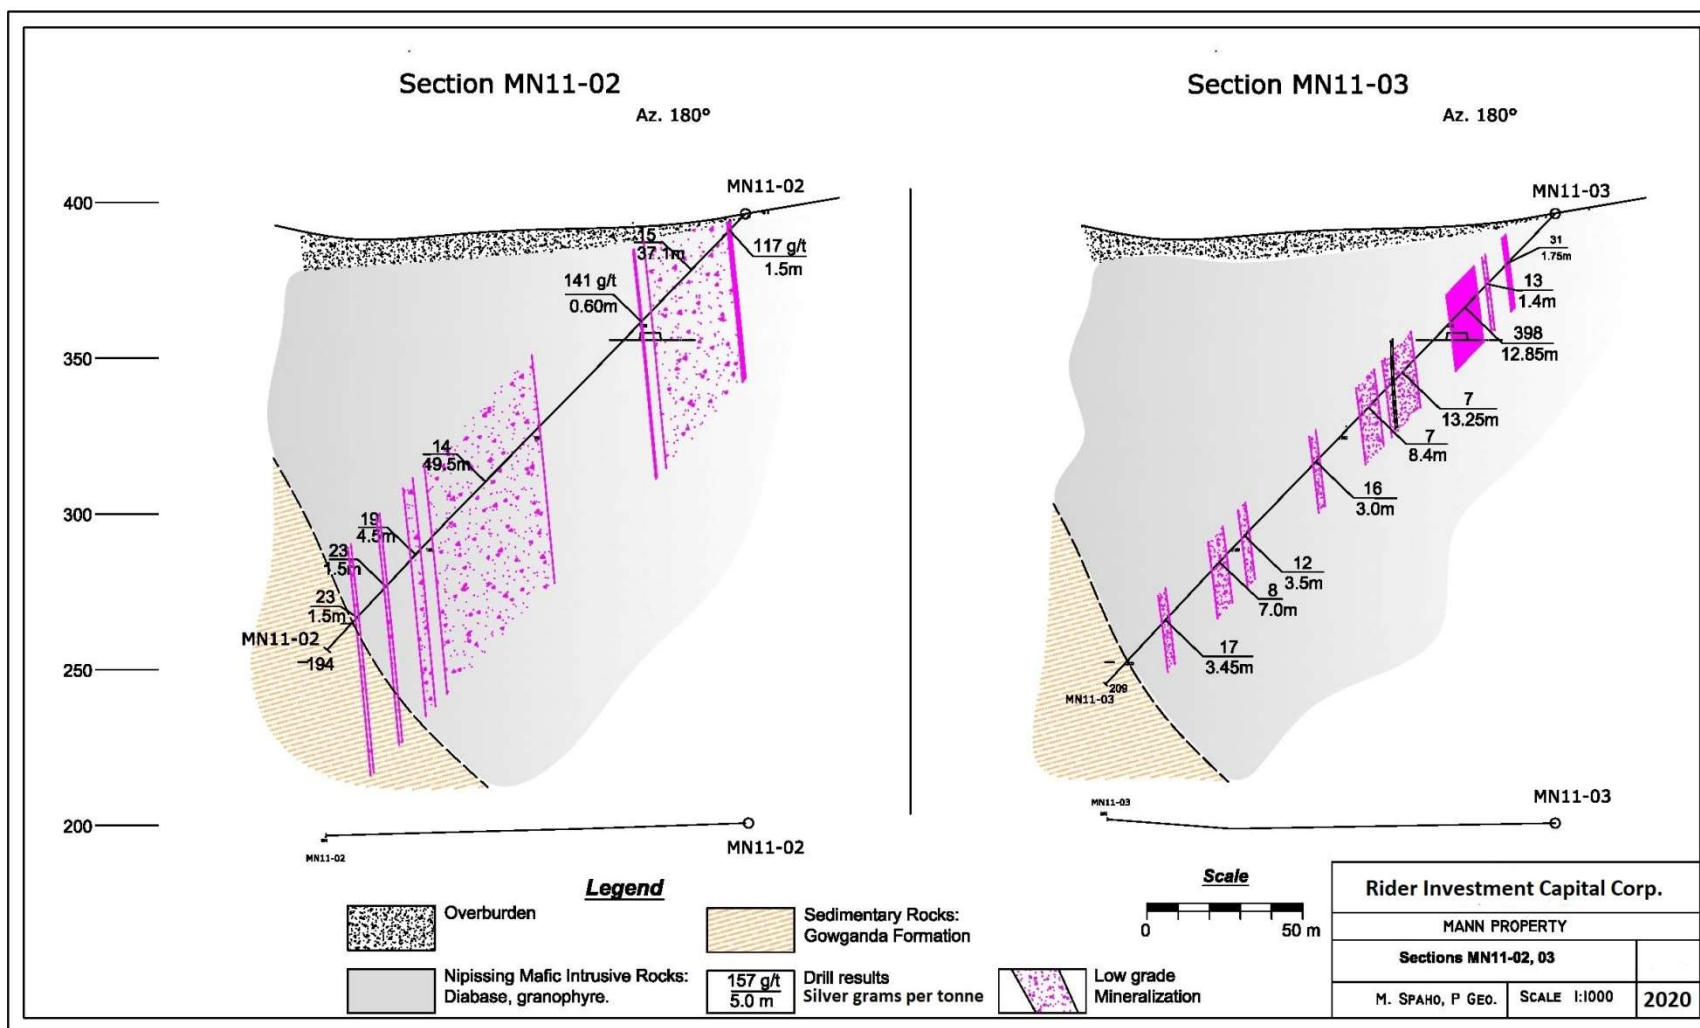 Section MN11-02
Az. 180°
Section MN11-03
Az. 180°
400
350
300
250
200
MN11-02
15
37.1m
117 g/t
1.5m
141 g/t
0.60m
14
49.5m
19
4.5m
23
1.5m
23
1.5m
MN11-02
194
MN11-02
MN11-02
MN11-03
31
1.75m
13
1.4m
398
12.85m
7
13.25m
7
8.4m
16
3.0m
12
3.5m
8
7.0m
17
3.45m
209
MN11-03
MN11-03
MN11-03
Legend
Overburden
Sedimentary Rocks:
Gowganda Formation
Nipissing Mafic Intrusive Rocks:
Diabase, granophyre.
157 g/t
5.0 m
Drill results
Silver grams per tonne
Low grade
Mineralization
Scale
0 50 m
Rider Investment Capital Corp.
MANN PROPERTY
Sections MN11-02, 03
M. SPAHO, P GEO. SCALE 1:1000 2020